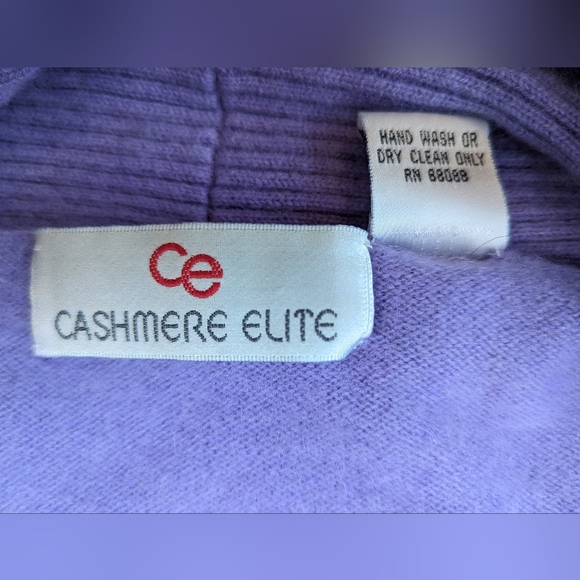 HAND WASH OR
DRY CLEAN ONLY
RN 68088
ce
CASHMERE ELITE